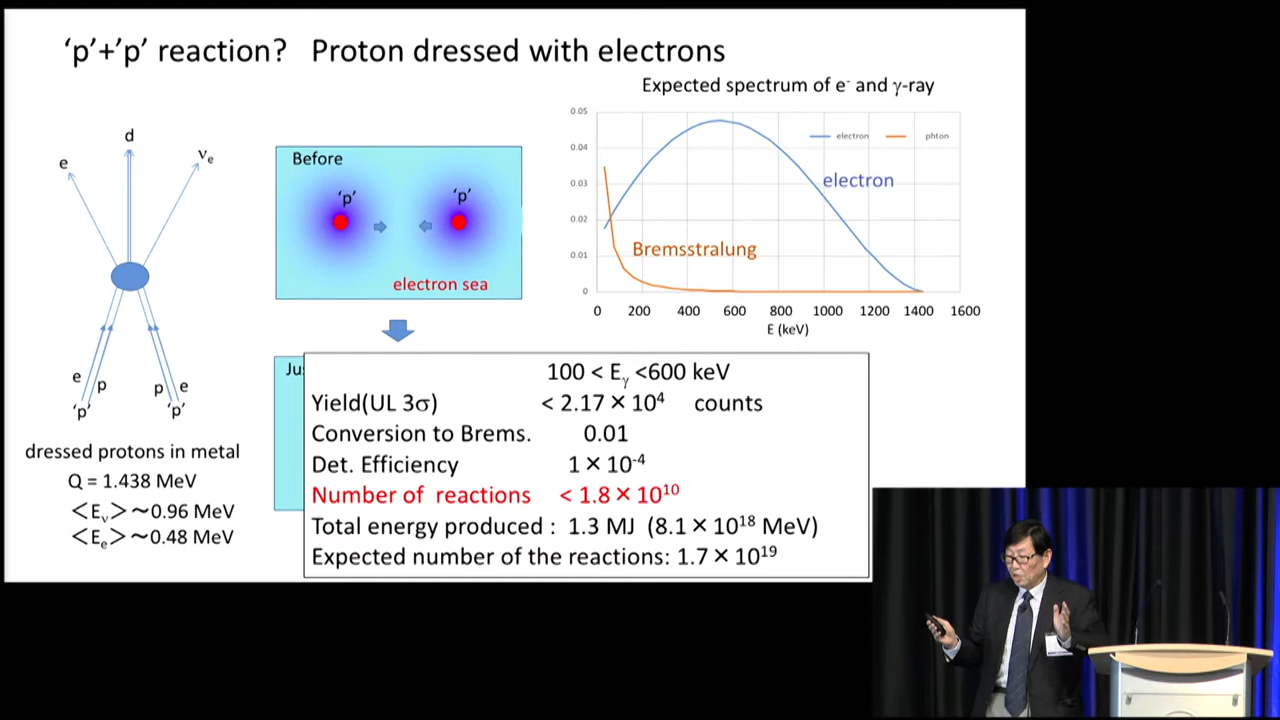 ‘p’+’p’ reaction? Proton dressed with electrons
Expected spectrum of e- and γ-ray
d
e
νe
e
p
p
e
‘p’
‘p’
dressed protons in metal
Q = 1.438 MeV
<Eν> ~0.96 MeV
<Ee> ~0.48 MeV
Before
‘p’
‘p’
electron sea
0.05
0.04
0.03
0.02
0.01
0
electron
phton
electron
Bremsstralung
0 200 400 600 800 1000 1200 1400 1600
E (keV)
Ju
100 < Eγ <600 keV
Yield(UL 3σ) < 2.17 × 10⁴ counts
Conversion to Brems. 0.01
Det. Efficiency 1 × 10⁻⁴
Number of reactions < 1.8 × 10¹⁰
Total energy produced : 1.3 MJ (8.1 × 10¹⁸ MeV)
Expected number of the reactions: 1.7 × 10¹⁹